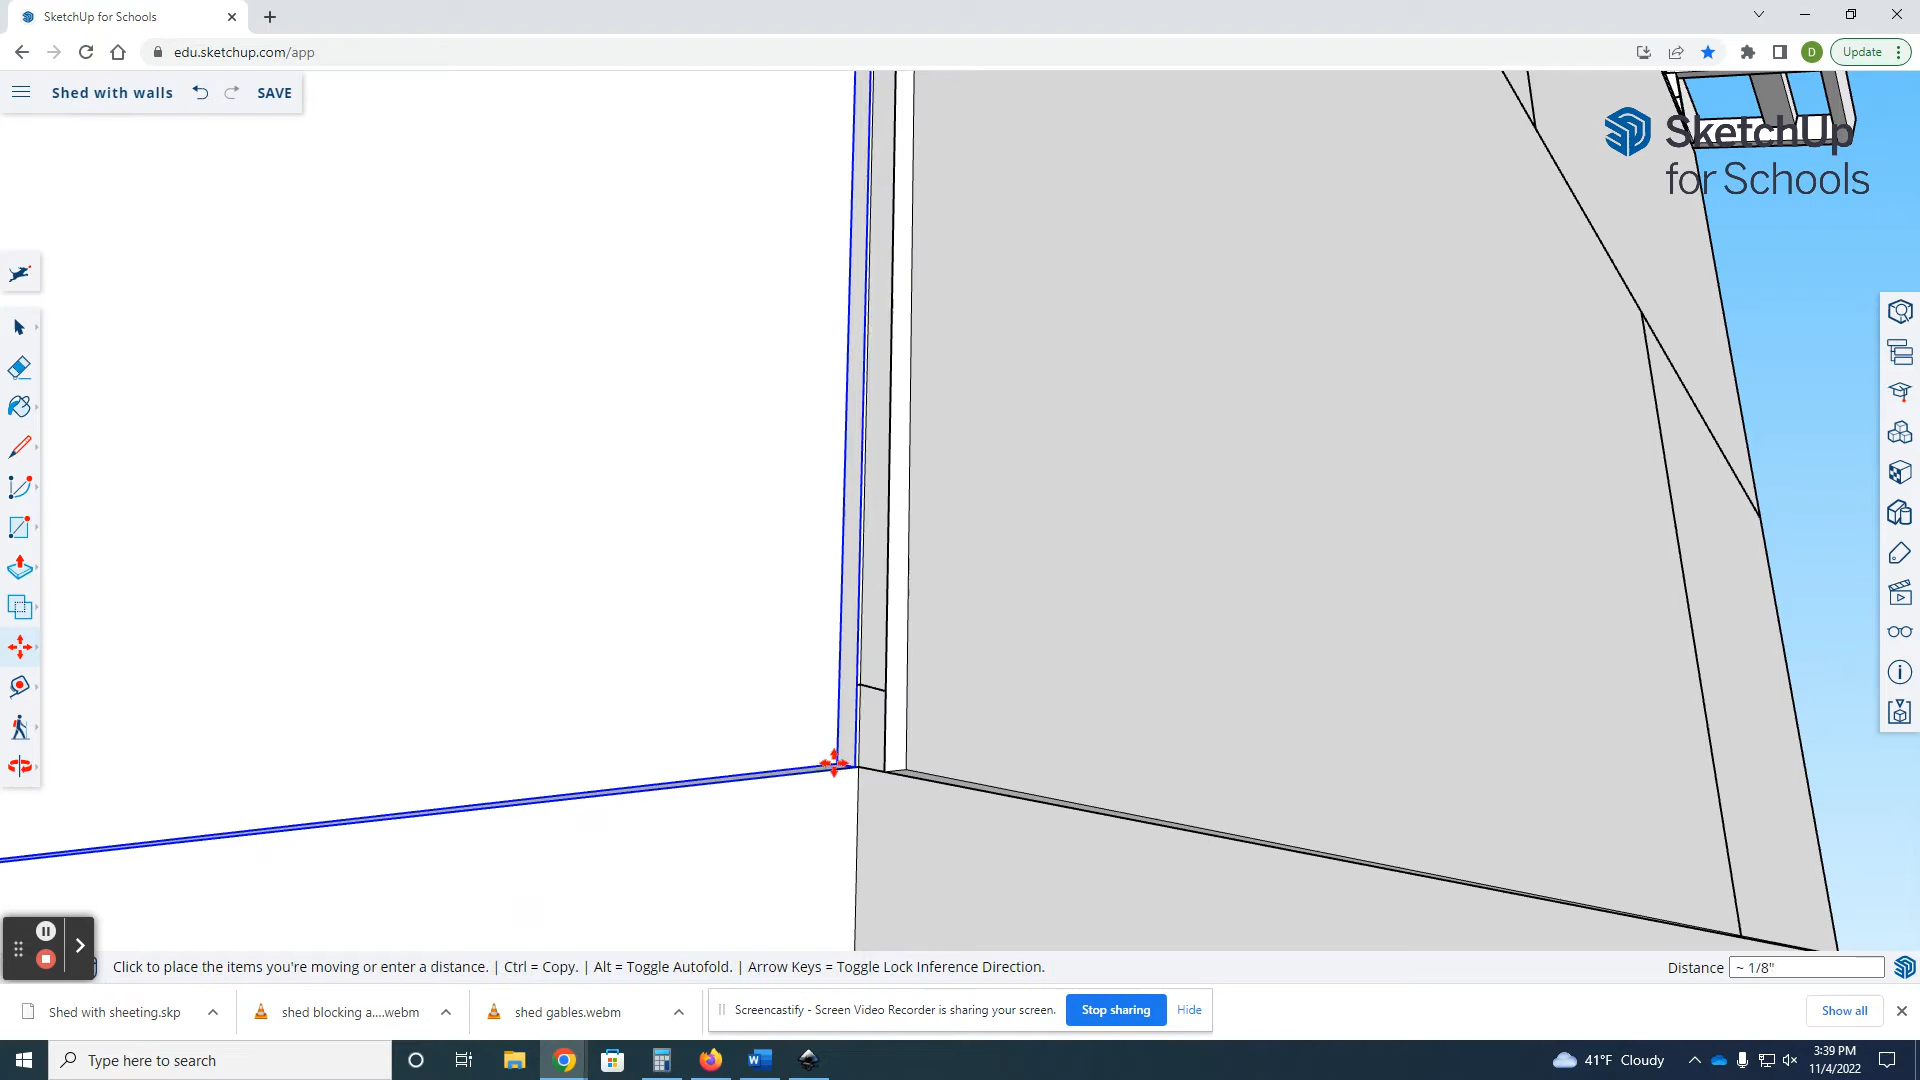 SketchUp for Schools
edu.sketchup.com/app
D
Update
Shed with walls
SAVE
SketchUp
for Schools
Click to place the items you're moving or enter a distance. | Ctrl = Copy. | Alt = Toggle Autofold. | Arrow Keys = Toggle Lock Inference Direction.
Distance
~ 1/8"
Shed with sheeting.skp
shed blocking a....webm
shed gables.webm
Screencastify - Screen Video Recorder is sharing your screen.
Stop sharing
Hide
Show all
Type here to search
W
41°F Cloudy
3:39 PM
11/4/2022